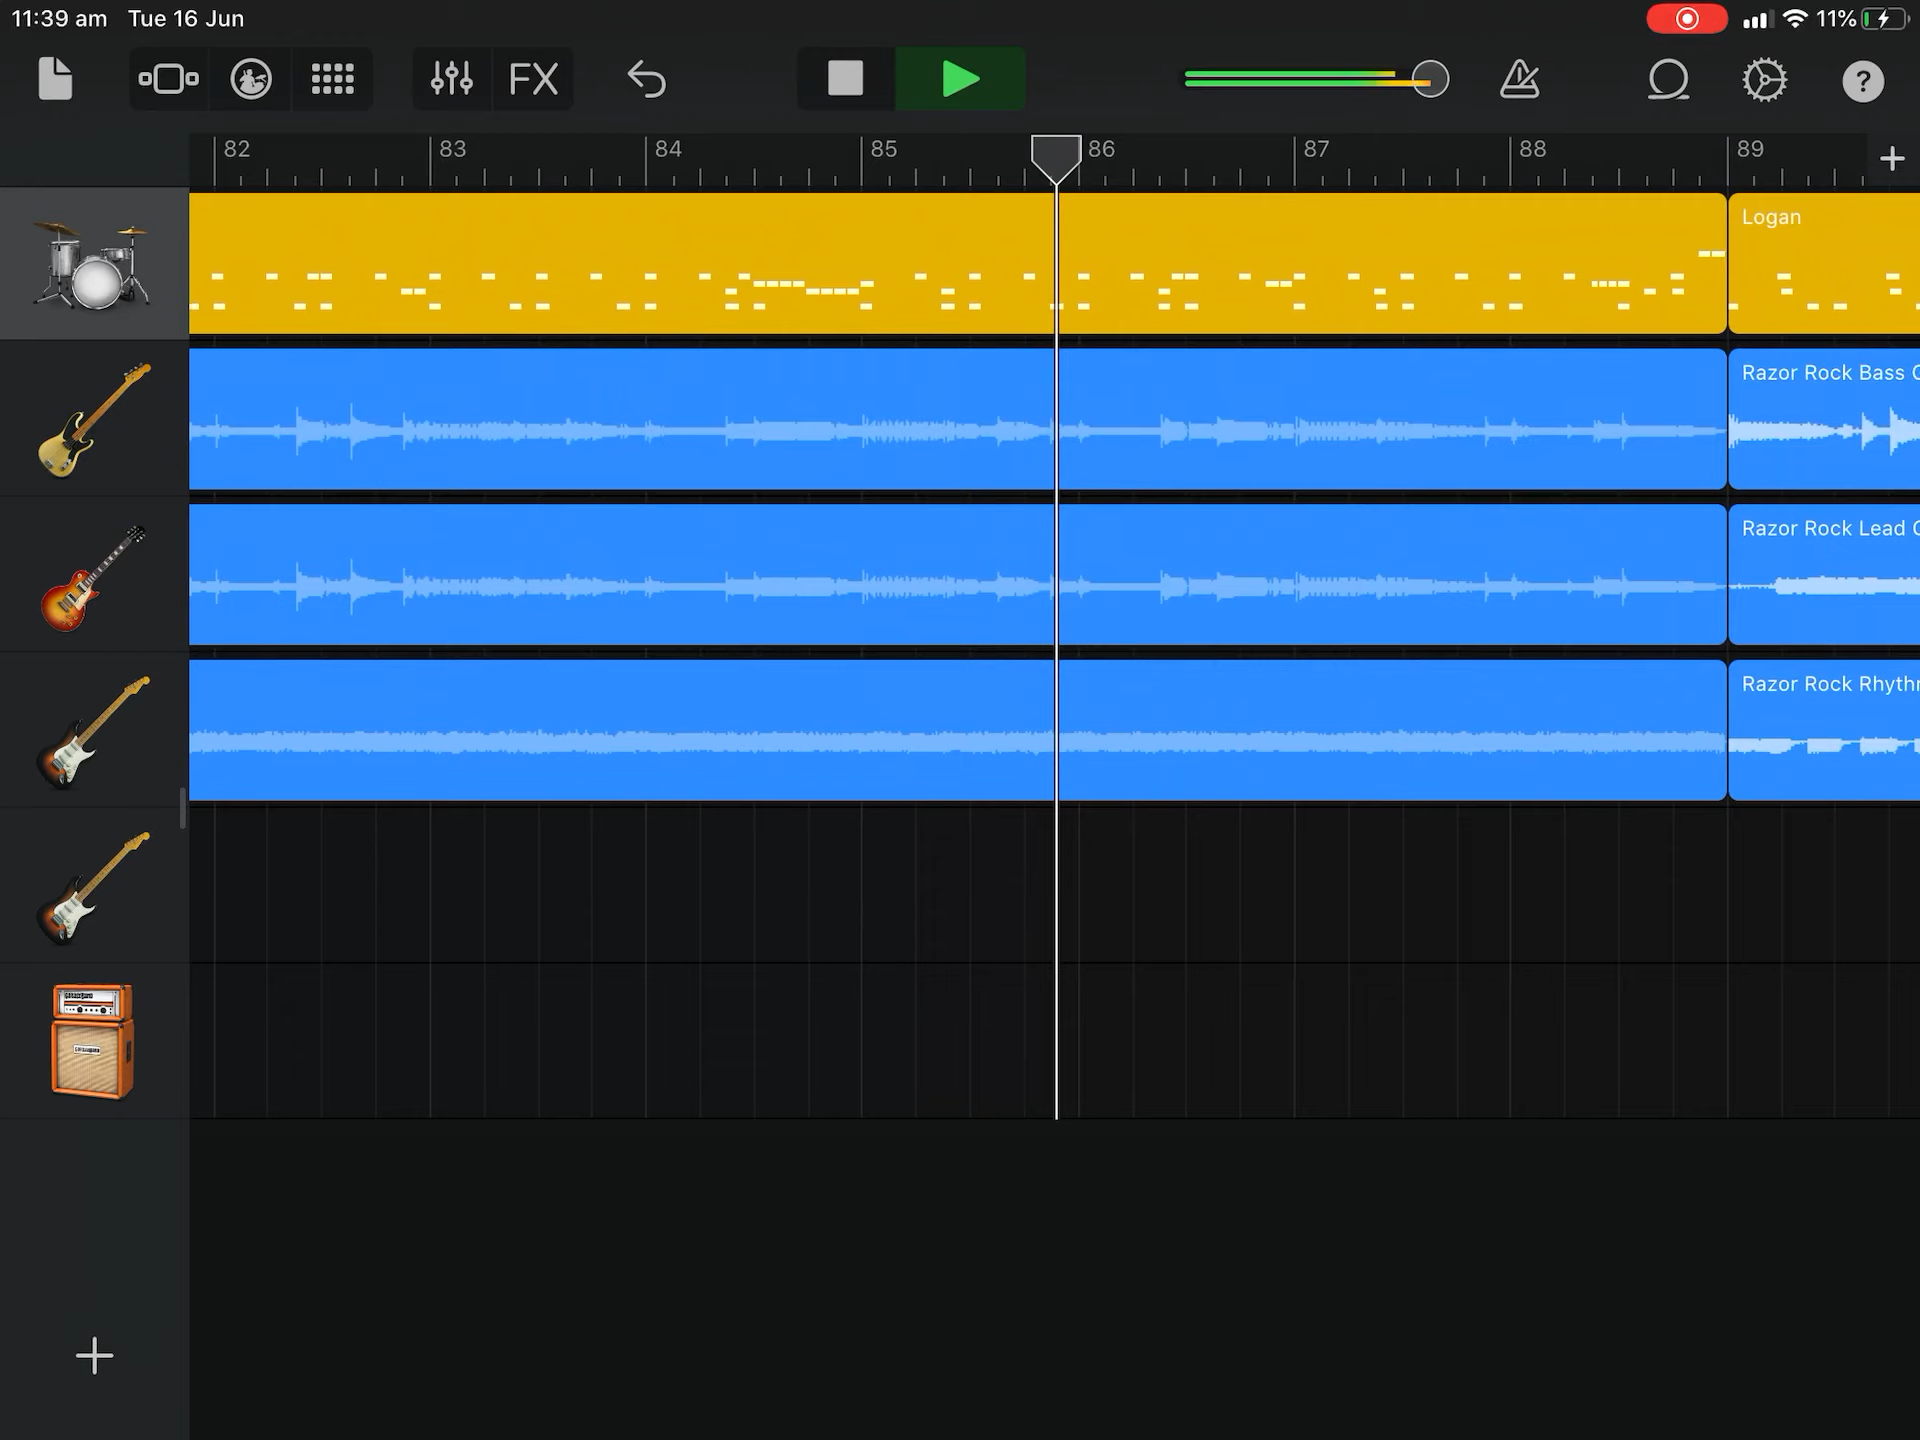 11:39 am Tue 16 Jun
11%
FX
?
82 83 84 85 86 87 88 89
Logan
Razor Rock Bass
Razor Rock Lead
Razor Rock Rhythm